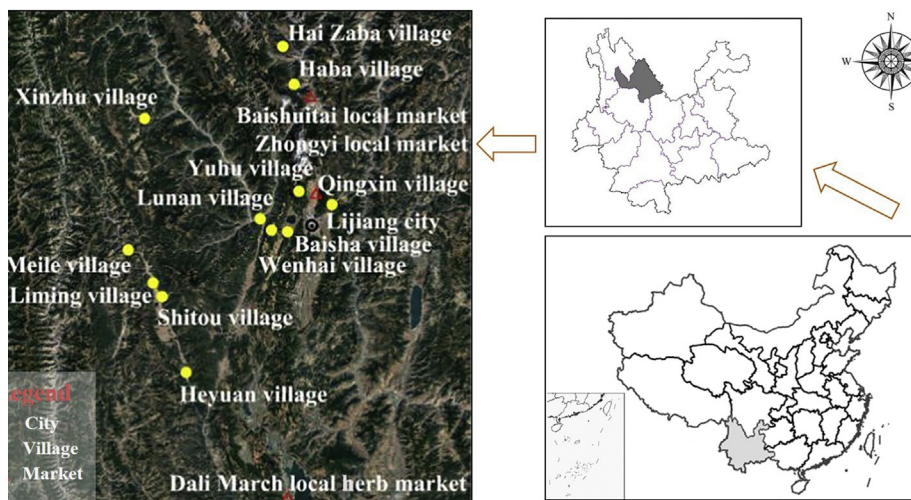 Hai Zaba village
Haba village
Xinzhu village
Baishuitai local market
Zhongyi local market
Yuhu village
Qingxin village
Lunan village
Lijiang city
Baisha village
Wenhai village
Meile village
Liming village
Shitou village
Heyuan village
egend
City
Village
Market
Dali March local herb market
N
W
E
S